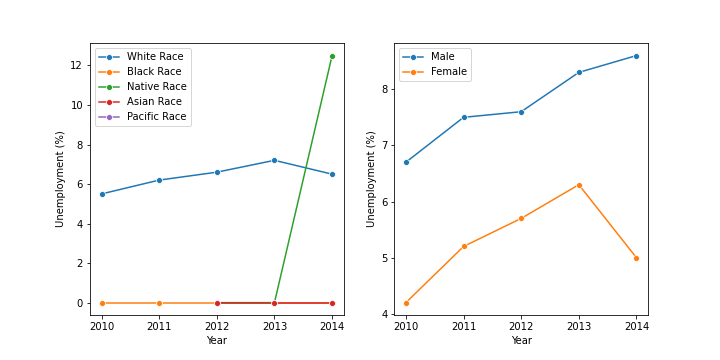 White Race
Black Race
Native Race
Asian Race
Pacific Race
Unemployment (%)
12
10
8
6
4
2
0
2010 2011 2012 2013 2014
Year
Male
Female
Unemployment (%)
8
7
6
5
4
2010 2011 2012 2013 2014
Year